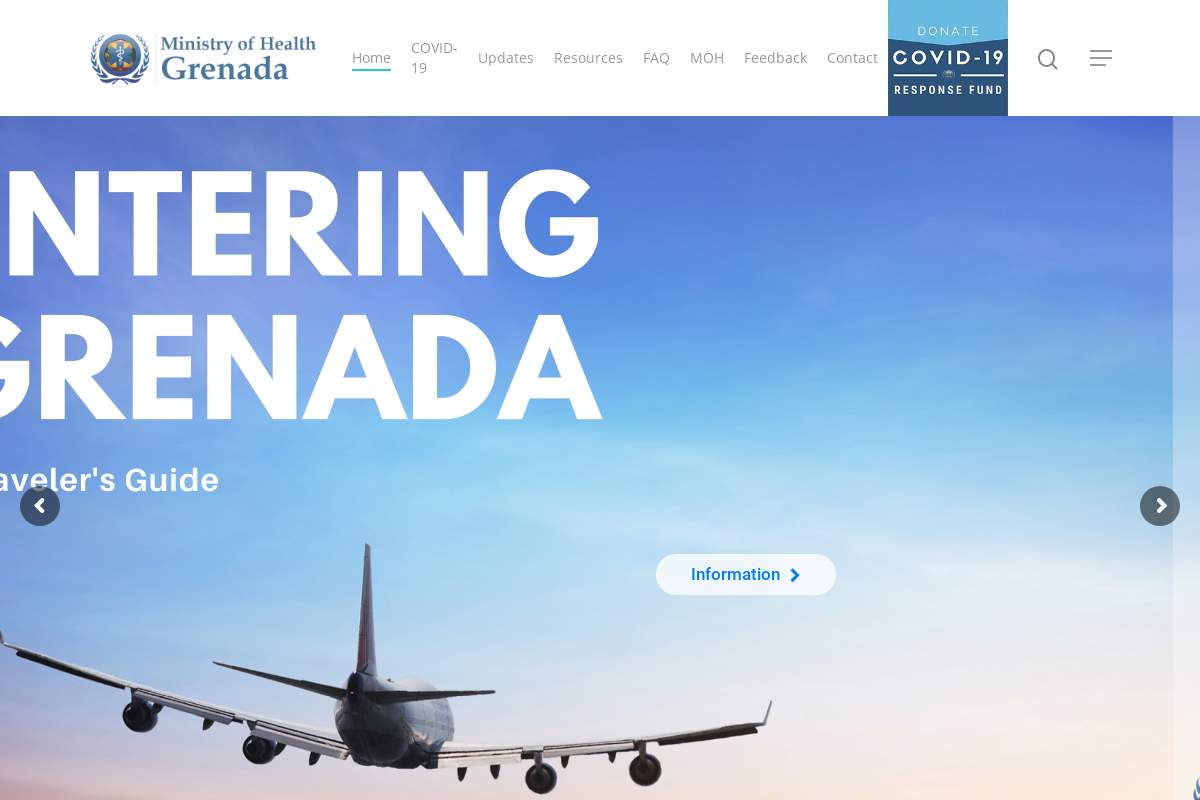 Ministry of Health
Grenada
Home
COVID-
19
Updates
Resources
FAQ
MOH
Feedback
Contact
DONATE
COVID-19
RESPONSE FUND
NTERING
GRENADA
aveler's Guide
Information